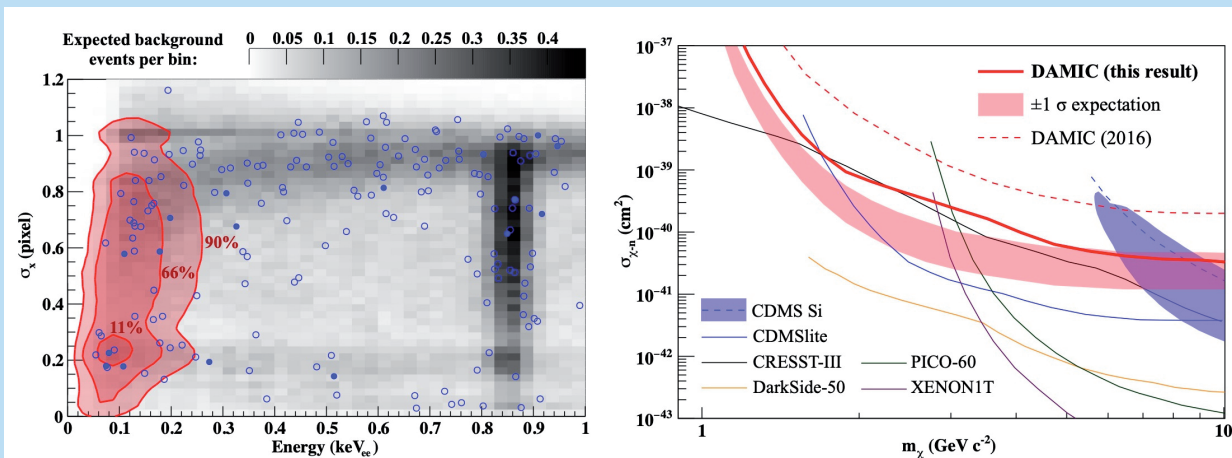 Expected background
events per bin:
0 0.05 0.1 0.15 0.2 0.25 0.3 0.35 0.4
σx (pixel)
1.2
1
0.8
0.6
0.4
0.2
0
90%
66%
11%
0 0.1 0.2 0.3 0.4 0.5 0.6 0.7 0.8 0.9 1
Energy (keVee)
σχ-n (cm²)
10⁻³⁷
10⁻³⁸
10⁻³⁹
10⁻⁴⁰
10⁻⁴¹
10⁻⁴²
10⁻⁴³
DAMIC (this result)
±1 σ expectation
DAMIC (2016)
CDMS Si
CDMSlite
CRESST-III PICO-60
DarkSide-50 XENON1T
1 10
mχ (GeV c⁻²)